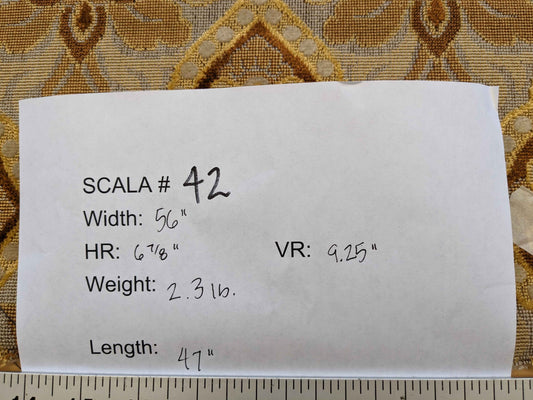 SCALA # 42
Width: 56"
HR: 6 7/8" VR: 9.25"
Weight: 2.3 lb.
Length: 47"